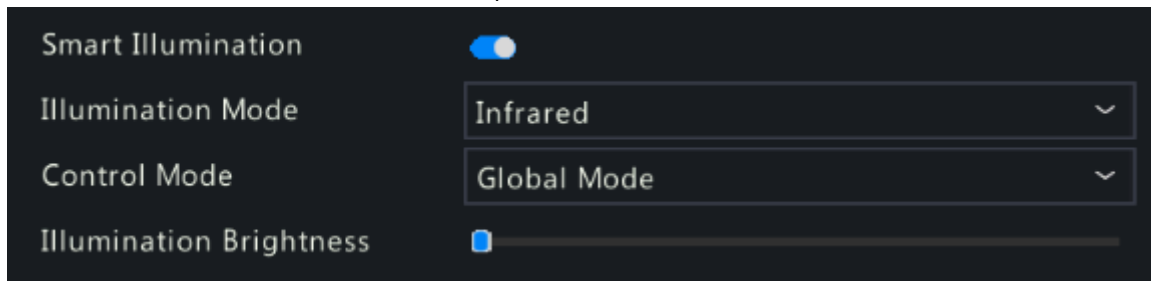 Smart Illumination
Illumination Mode Infrared
Control Mode Global Mode
Illumination Brightness